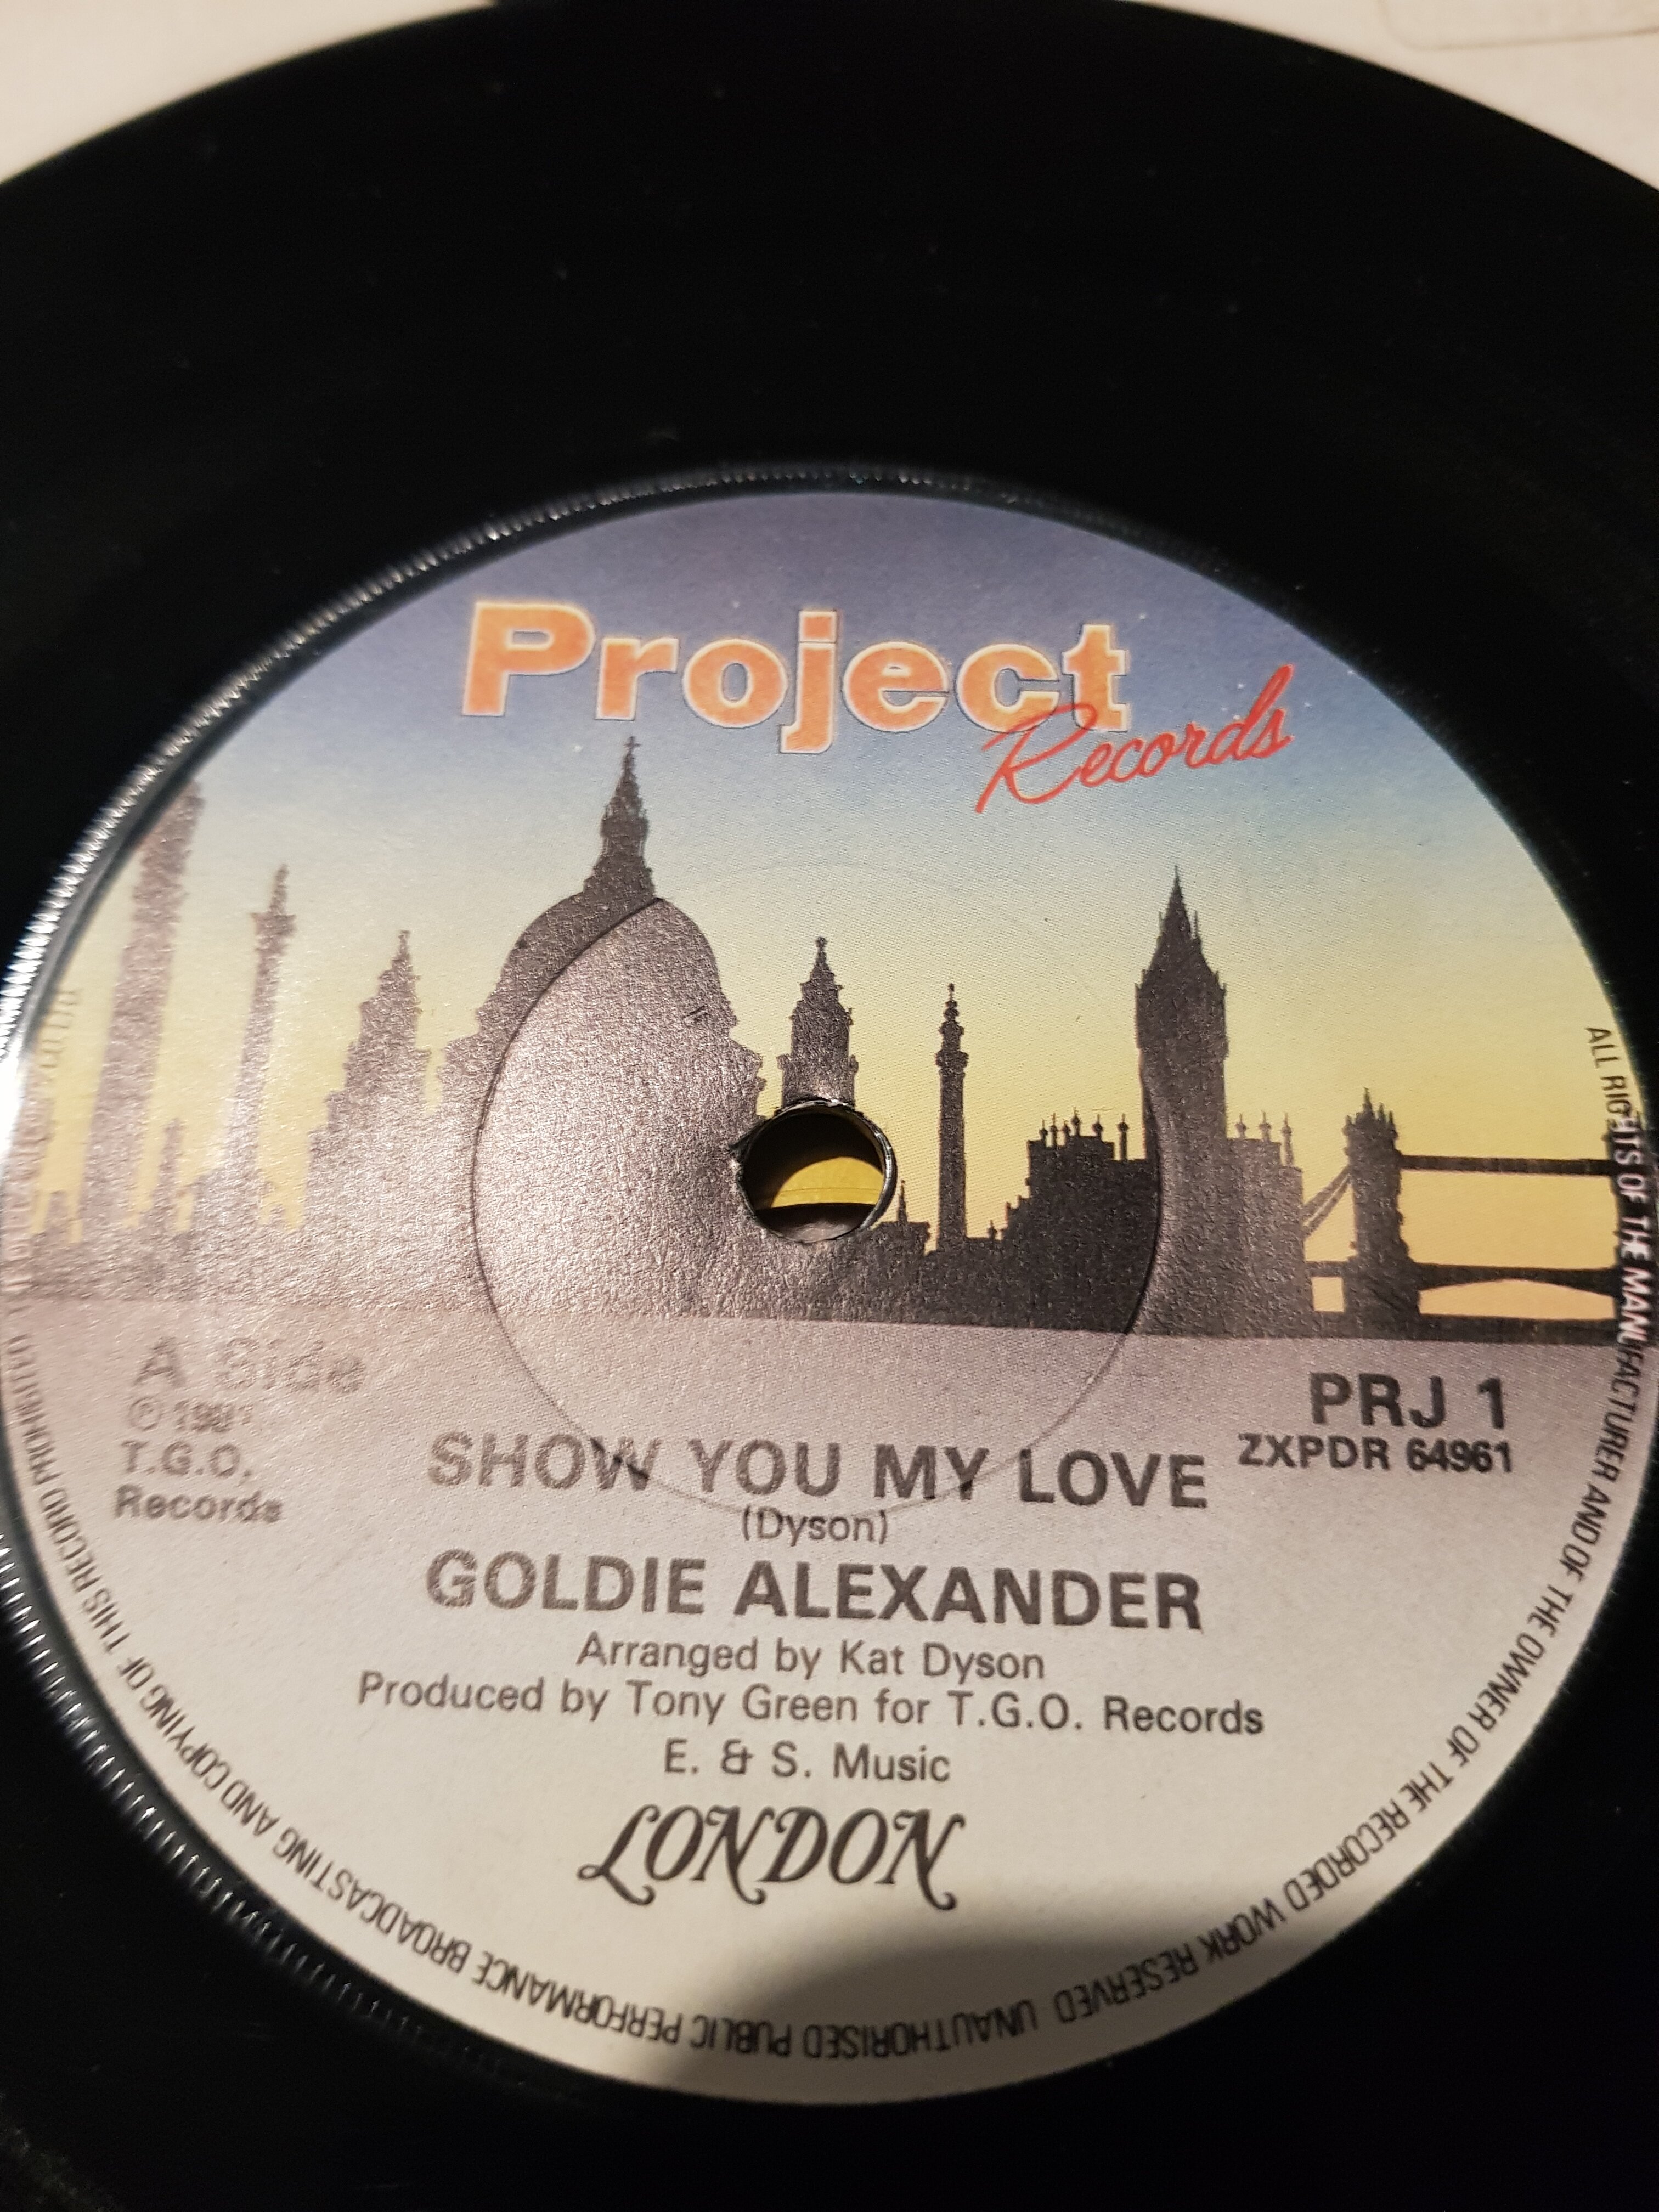 Project
Records
A Side
℗ 198
T.G.O.
Records
PRJ 1
ZXPDR 64961
SHOW YOU MY LOVE
(Dyson)
GOLDIE ALEXANDER
Arranged by Kat Dyson
Produced by Tony Green for T.G.O. Records
E. & S. Music
LONDON
ALL RIGHTS OF THE MANUFACTURER AND OF THE OWNER OF THE RECORDED WORK RESERVED UNAUTHORISED PUBLIC PERFORMANCE BROADCASTING AND COPYING OF THIS RECORD PROHIBITED